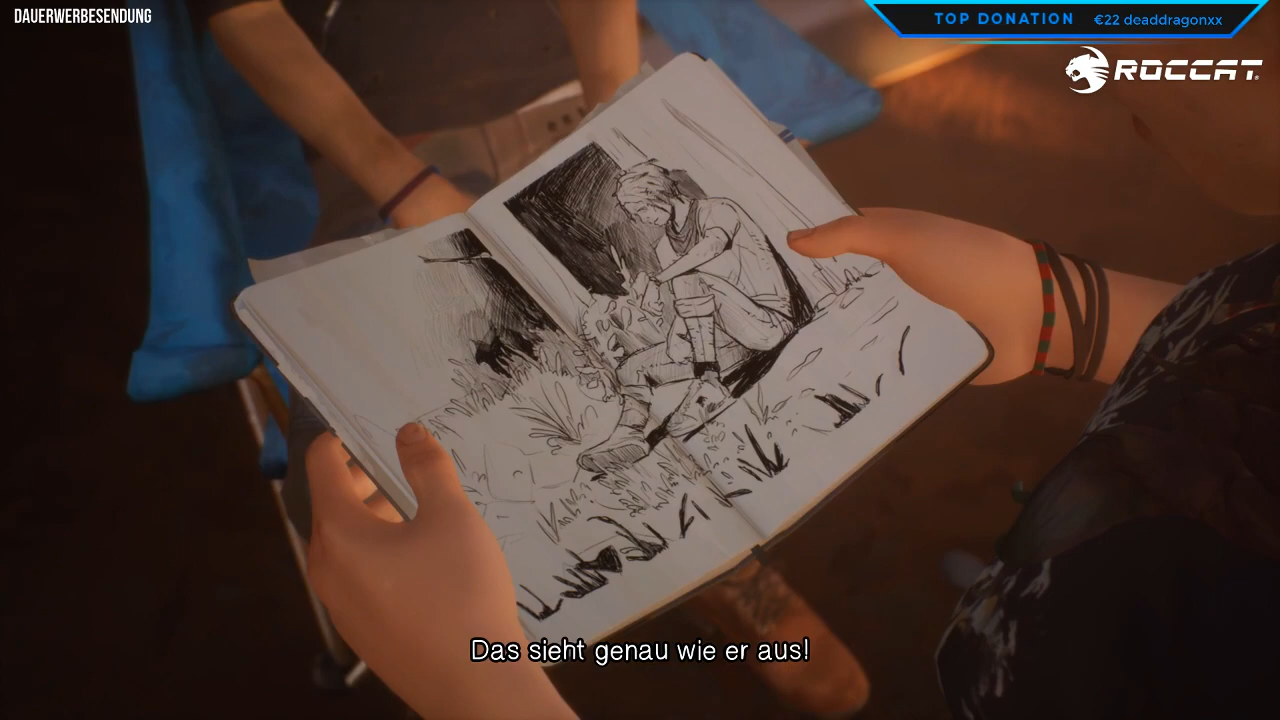 DAUERWERBESENDUNG
TOP DONATION €22 deaddragonxx
ROCCAT
Das sieht genau wie er aus!